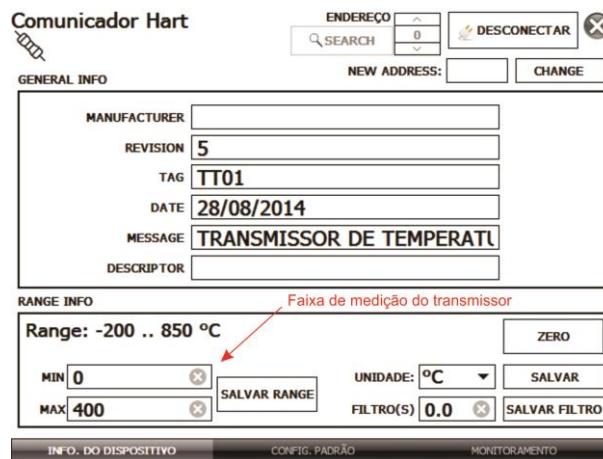 Comunicador Hart
ENDEREÇO
SEARCH
0
DESCONECTAR
NEW ADDRESS:
CHANGE
GENERAL INFO
MANUFACTURER
REVISION 5
TAG TT01
DATE 28/08/2014
MESSAGE TRANSMISSOR DE TEMPERATU
DESCRIPTOR
RANGE INFO
Faixa de medição do transmissor
Range: -200 .. 850 ºC
ZERO
MIN 0
SALVAR RANGE
UNIDADE: ºC
SALVAR
MAX 400
FILTRO(S) 0.0
SALVAR FILTRO
INFO. DO DISPOSITIVO
CONFIG. PADRÃO
MONITORAMENTO